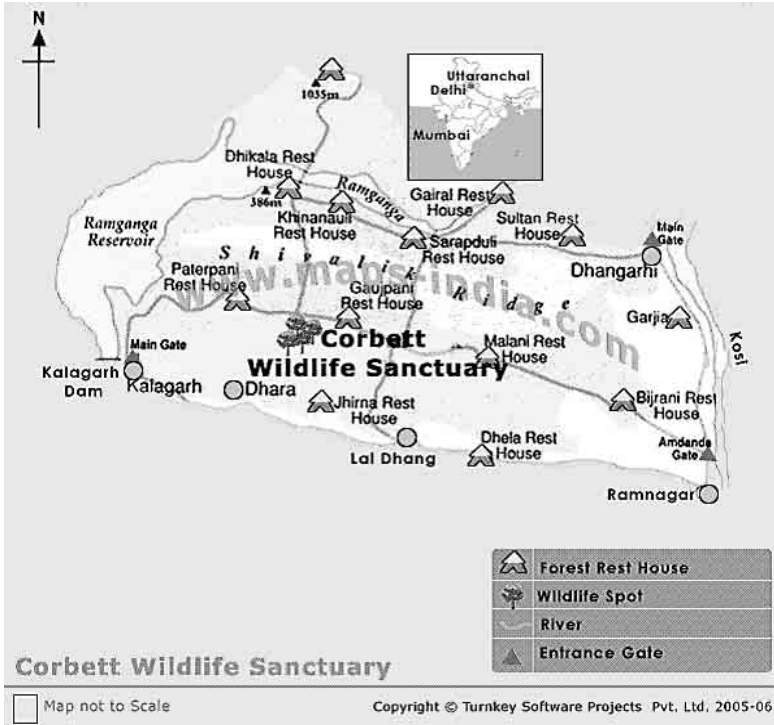 N
1035m
Uttaranchal
Delhi
Mumbai
Dhikala Rest
House
386m
Ramganga
Gairal Rest
House
Khinanauli
Rest House
Sultan Rest
House
Main
Gate
Ramganga
Reservoir
Sarapduli
Rest House
Dhangarhi
Shivalik Ridge
Paterpani
Rest House
Gaujpani
Rest House
www.maps-india.com
Garjia
Kosi
Corbett
Wildlife Sanctuary
Main Gate
Malani Rest
House
Kalagarh
Dam
Kalagarh
Dhara
Jhirna Rest
House
Bijrani Rest
House
Lal Dhang
Dhela Rest
House
Amdanda
Gate
Ramnagar
Forest Rest House
Wildlife Spot
River
Entrance Gate
Corbett Wildlife Sanctuary
Map not to Scale
Copyright © Turnkey Software Projects Pvt. Ltd. 2005-06